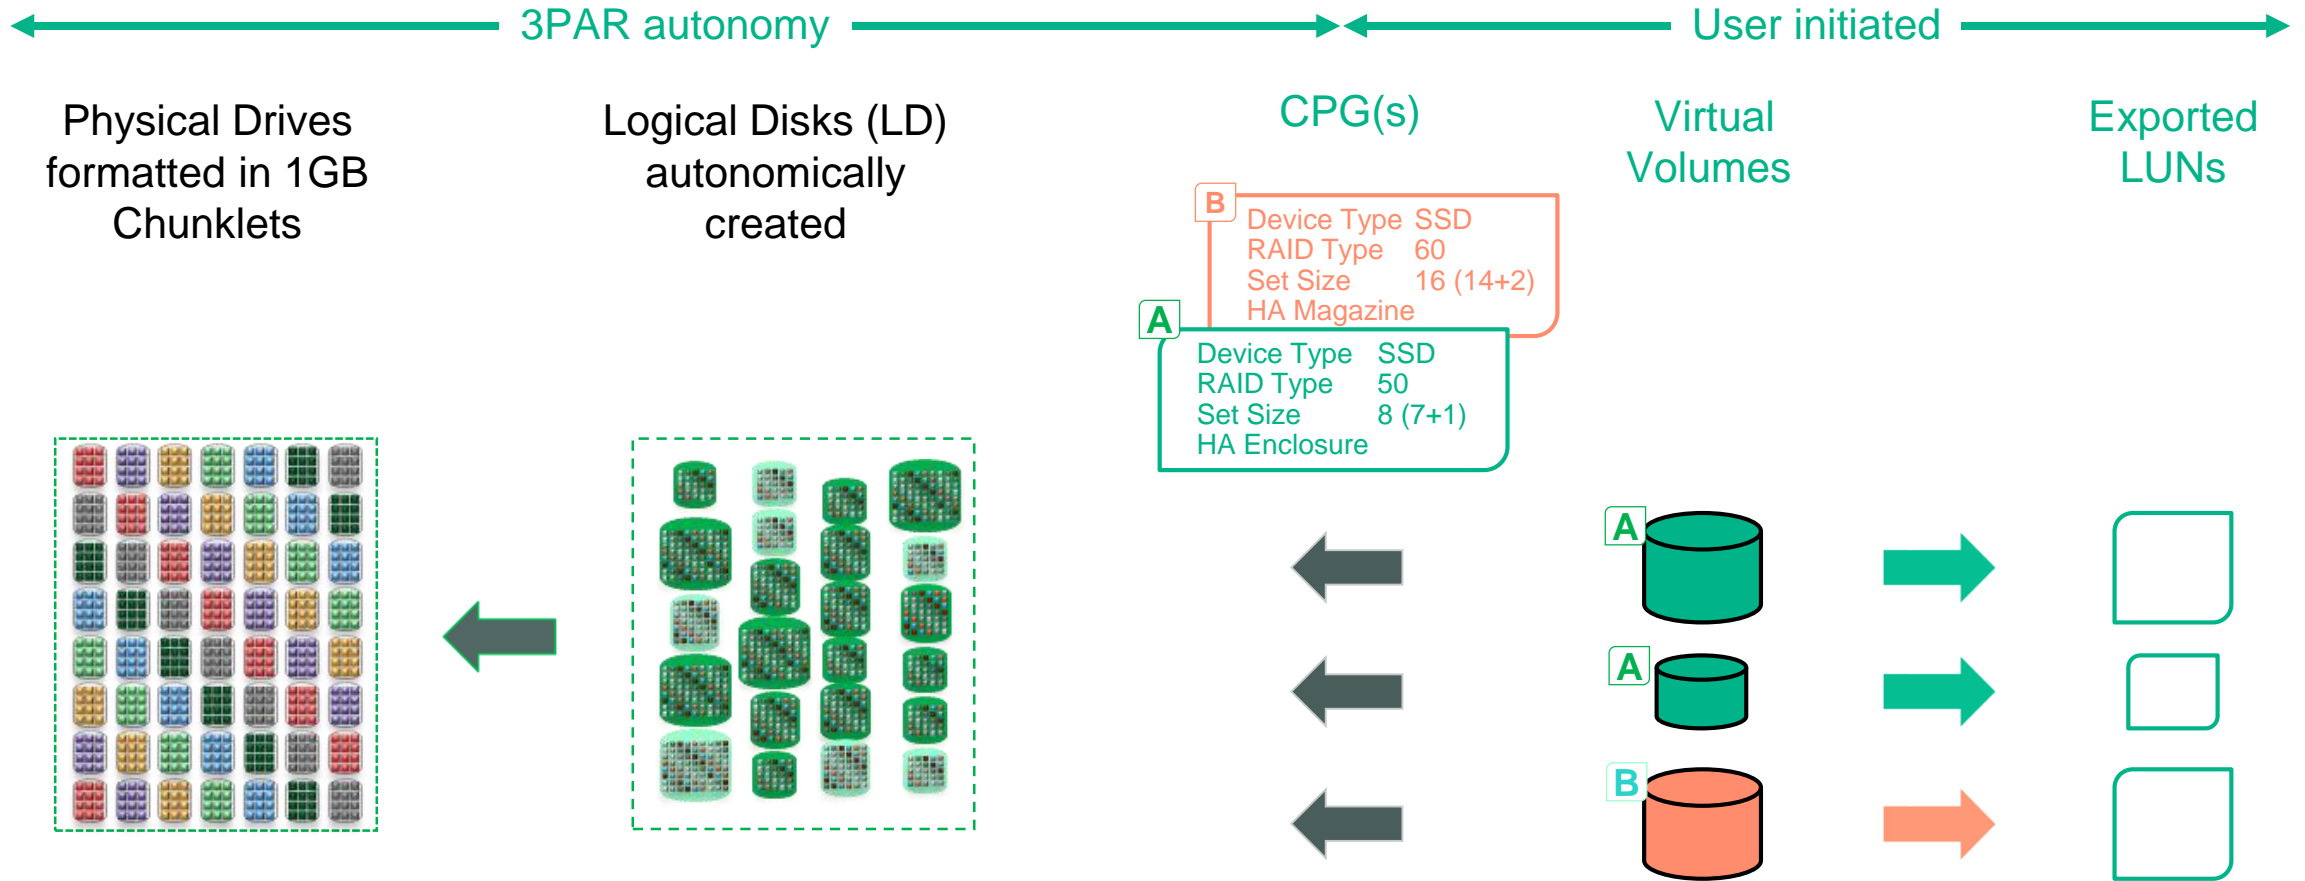 3PAR autonomy
User initiated
Physical Drives
formatted in 1GB
Chunklets
Logical Disks (LD)
autonomically
created
CPG(s)
Virtual
Volumes
Exported
LUNs
B
Device Type SSD
RAID Type 60
Set Size 16 (14+2)
HA Magazine
A
Device Type SSD
RAID Type 50
Set Size 8 (7+1)
HA Enclosure
A
A
B